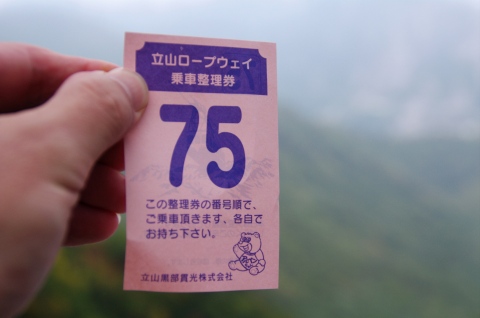 立山ロープウェイ
乗車整理券
75
この整理券の番号順で、
ご乗車頂きます、各自で
お持ち下さい。
立山黒部貫光株式会社